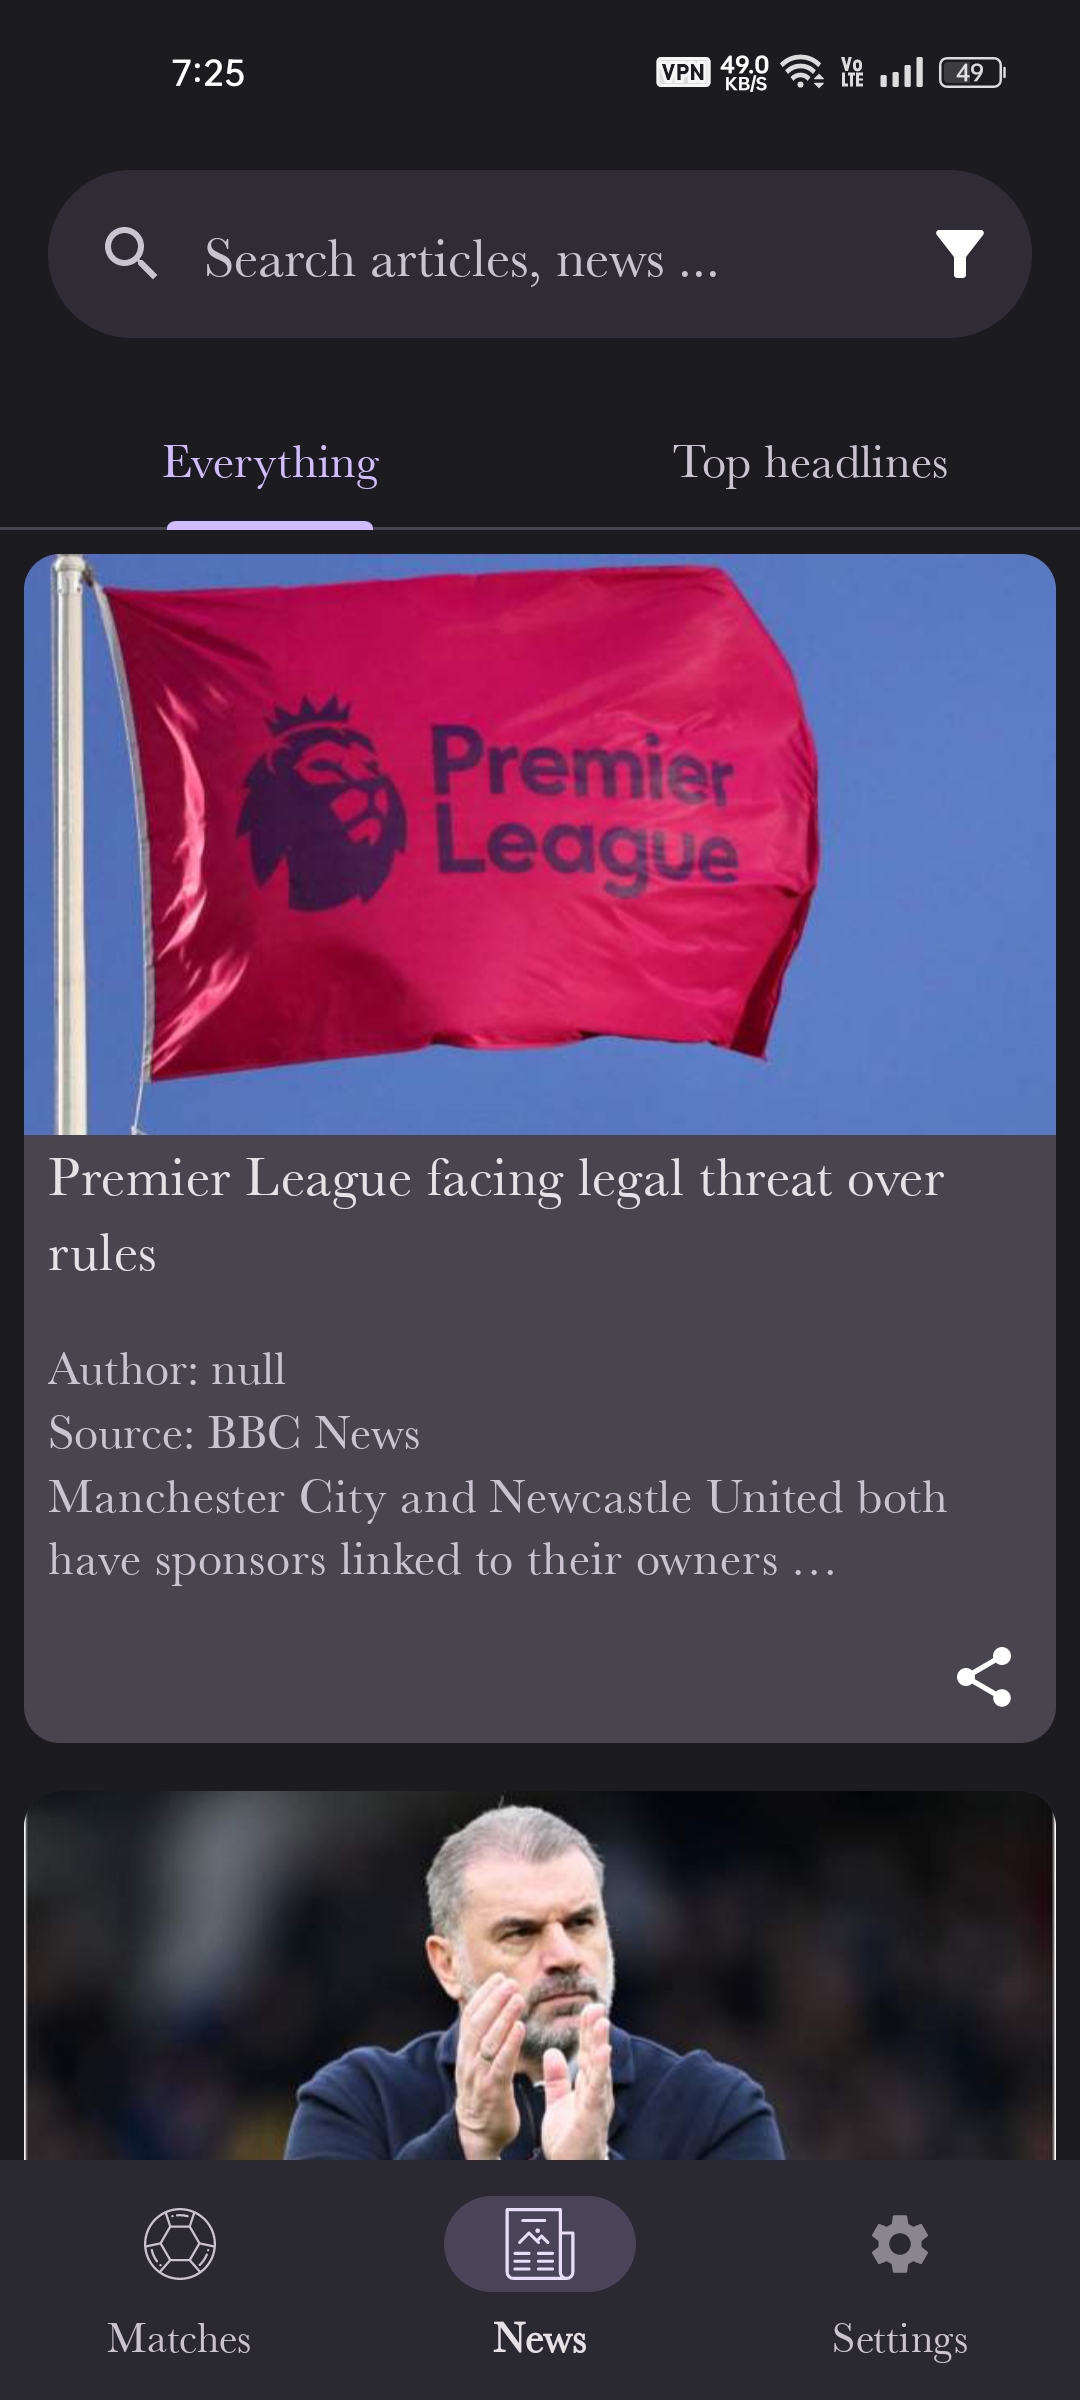 7:25
VPN 49.0 KB/S Vo LTE 49
Search articles, news ...
Everything
Top headlines
Premier
League
Premier League facing legal threat over
rules
Author: null
Source: BBC News
Manchester City and Newcastle United both
have sponsors linked to their owners …
Matches
News
Settings